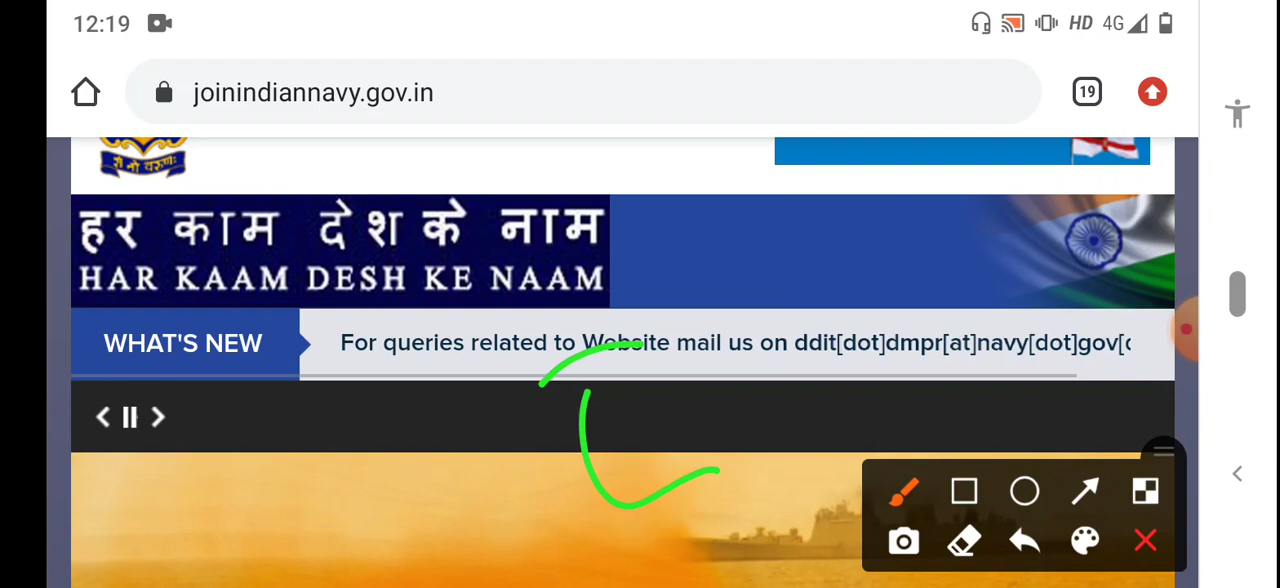 12:19
HD 4G
joinindiannavy.gov.in
19
शं नो वरुणः
हर काम देश के नाम
HAR KAAM DESH KE NAAM
WHAT'S NEW
For queries related to Website mail us on ddit[dot]dmpr[at]navy[dot]gov[